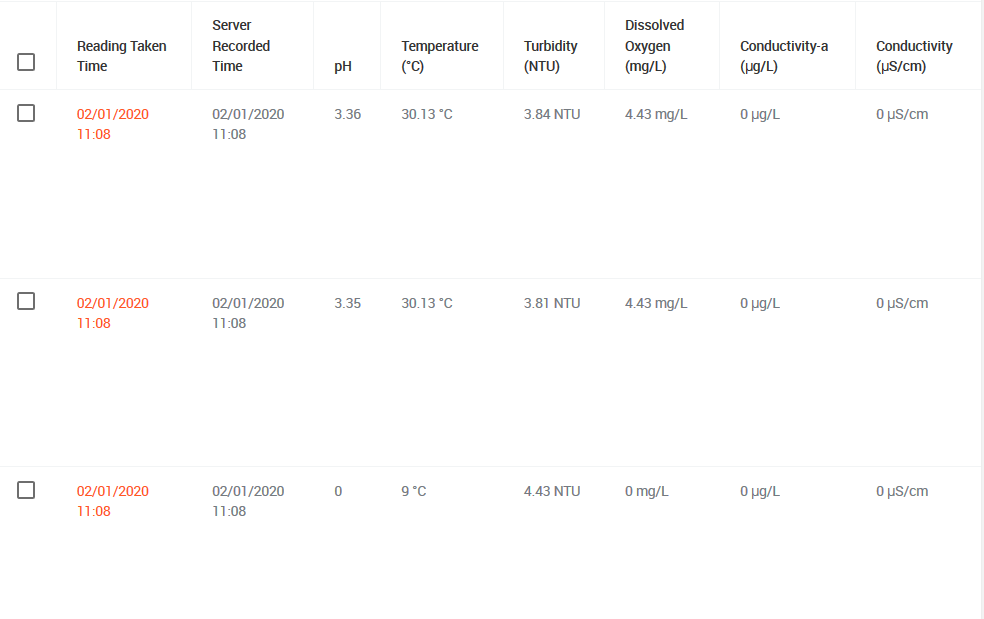 Reading Taken Time
Server Recorded Time
pH
Temperature (°C)
Turbidity (NTU)
Dissolved Oxygen (mg/L)
Conductivity-a (µg/L)
Conductivity (µS/cm)
02/01/2020 11:08
02/01/2020 11:08
3.36
30.13 °C
3.84 NTU
4.43 mg/L
0 µg/L
0 µS/cm
02/01/2020 11:08
02/01/2020 11:08
3.35
30.13 °C
3.81 NTU
4.43 mg/L
0 µg/L
0 µS/cm
02/01/2020 11:08
02/01/2020 11:08
0
9 °C
4.43 NTU
0 mg/L
0 µg/L
0 µS/cm